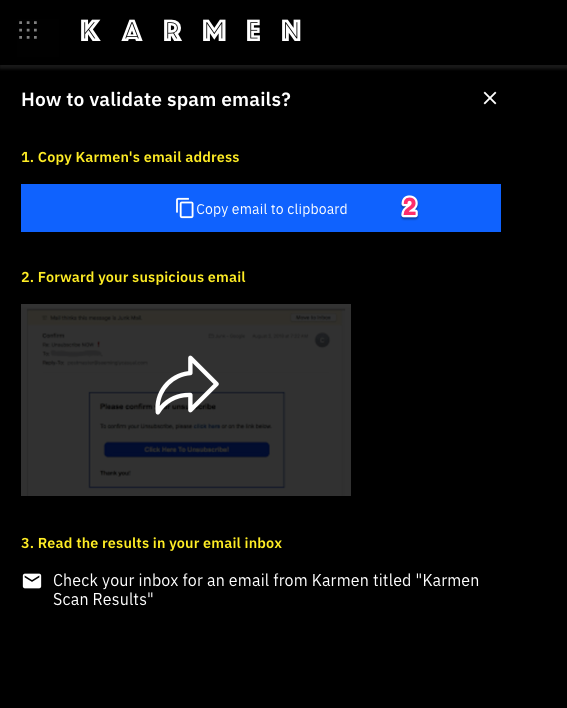 KARMEN
How to validate spam emails?
1. Copy Karmen's email address
Copy email to clipboard
2
2. Forward your suspicious email
Please confirm
unsubscribe
To confirm your unsubscribe, please click here or on the link below.
Click Here To Unsubscribe!
Thank you!
3. Read the results in your email inbox
Check your inbox for an email from Karmen titled "Karmen
Scan Results"